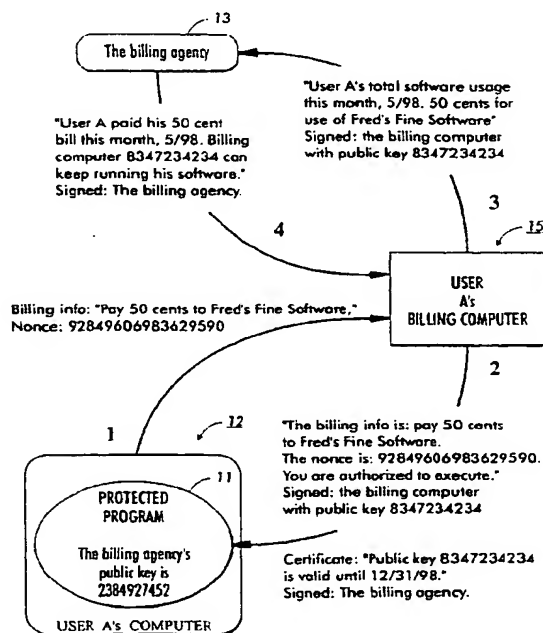 13
The billing agency
"User A paid his 50 cent
bill this month, 5/98. Billing
computer 8347234234 can
keep running his software."
Signed: The billing agency.
"User A's total software usage
this month, 5/98. 50 cents for
use of Fred's Fine Software"
Signed: the billing computer
with public key 8347234234
3
4
15
USER
A's
BILLING COMPUTER
Billing info: "Pay 50 cents to Fred's Fine Software,"
Nonce: 92849606983629590
2
1
12
11
PROTECTED
PROGRAM
The billing agency's
public key is
2384927452
USER A's COMPUTER
"The billing info is: pay 50 cents
to Fred's Fine Software.
The nonce is: 92849606983629590.
You are authorized to execute."
Signed: the billing computer
with public key 8347234234
Certificate: "Public key 8347234234
is valid until 12/31/98."
Signed: The billing agency.